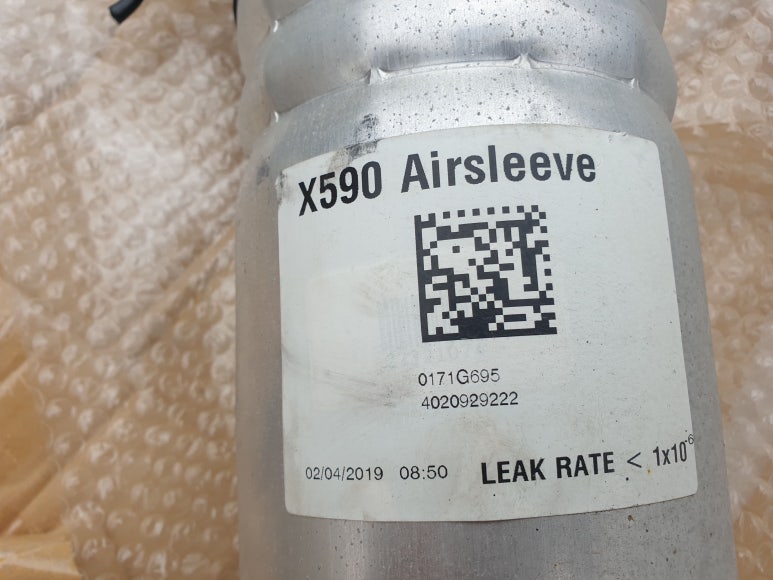 X590 Airsleeve
0171G695
4020929222
02/04/2019 08:50 LEAK RATE < 1x10⁻⁶